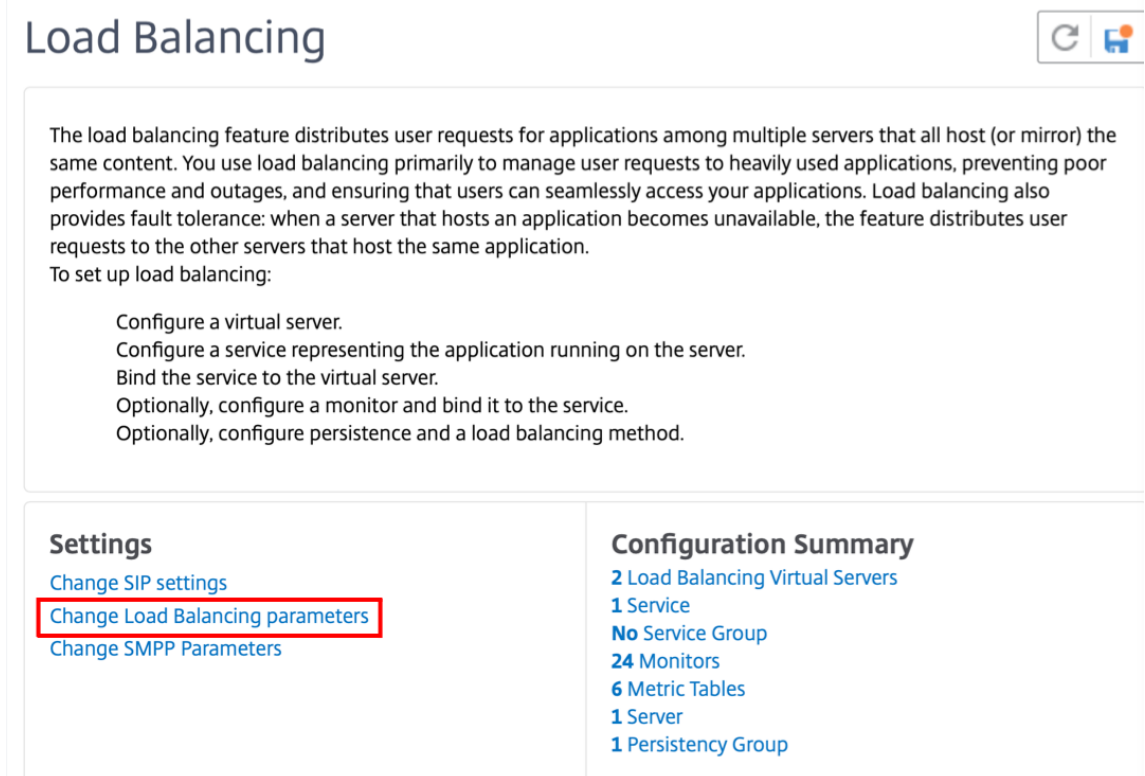 Load Balancing
The load balancing feature distributes user requests for applications among multiple servers that all host (or mirror) the
same content. You use load balancing primarily to manage user requests to heavily used applications, preventing poor
performance and outages, and ensuring that users can seamlessly access your applications. Load balancing also
provides fault tolerance: when a server that hosts an application becomes unavailable, the feature distributes user
requests to the other servers that host the same application.
To set up load balancing:
Configure a virtual server.
Configure a service representing the application running on the server.
Bind the service to the virtual server.
Optionally, configure a monitor and bind it to the service.
Optionally, configure persistence and a load balancing method.
Settings
Change SIP settings
Change Load Balancing parameters
Change SMPP Parameters
Configuration Summary
2 Load Balancing Virtual Servers
1 Service
No Service Group
24 Monitors
6 Metric Tables
1 Server
1 Persistency Group